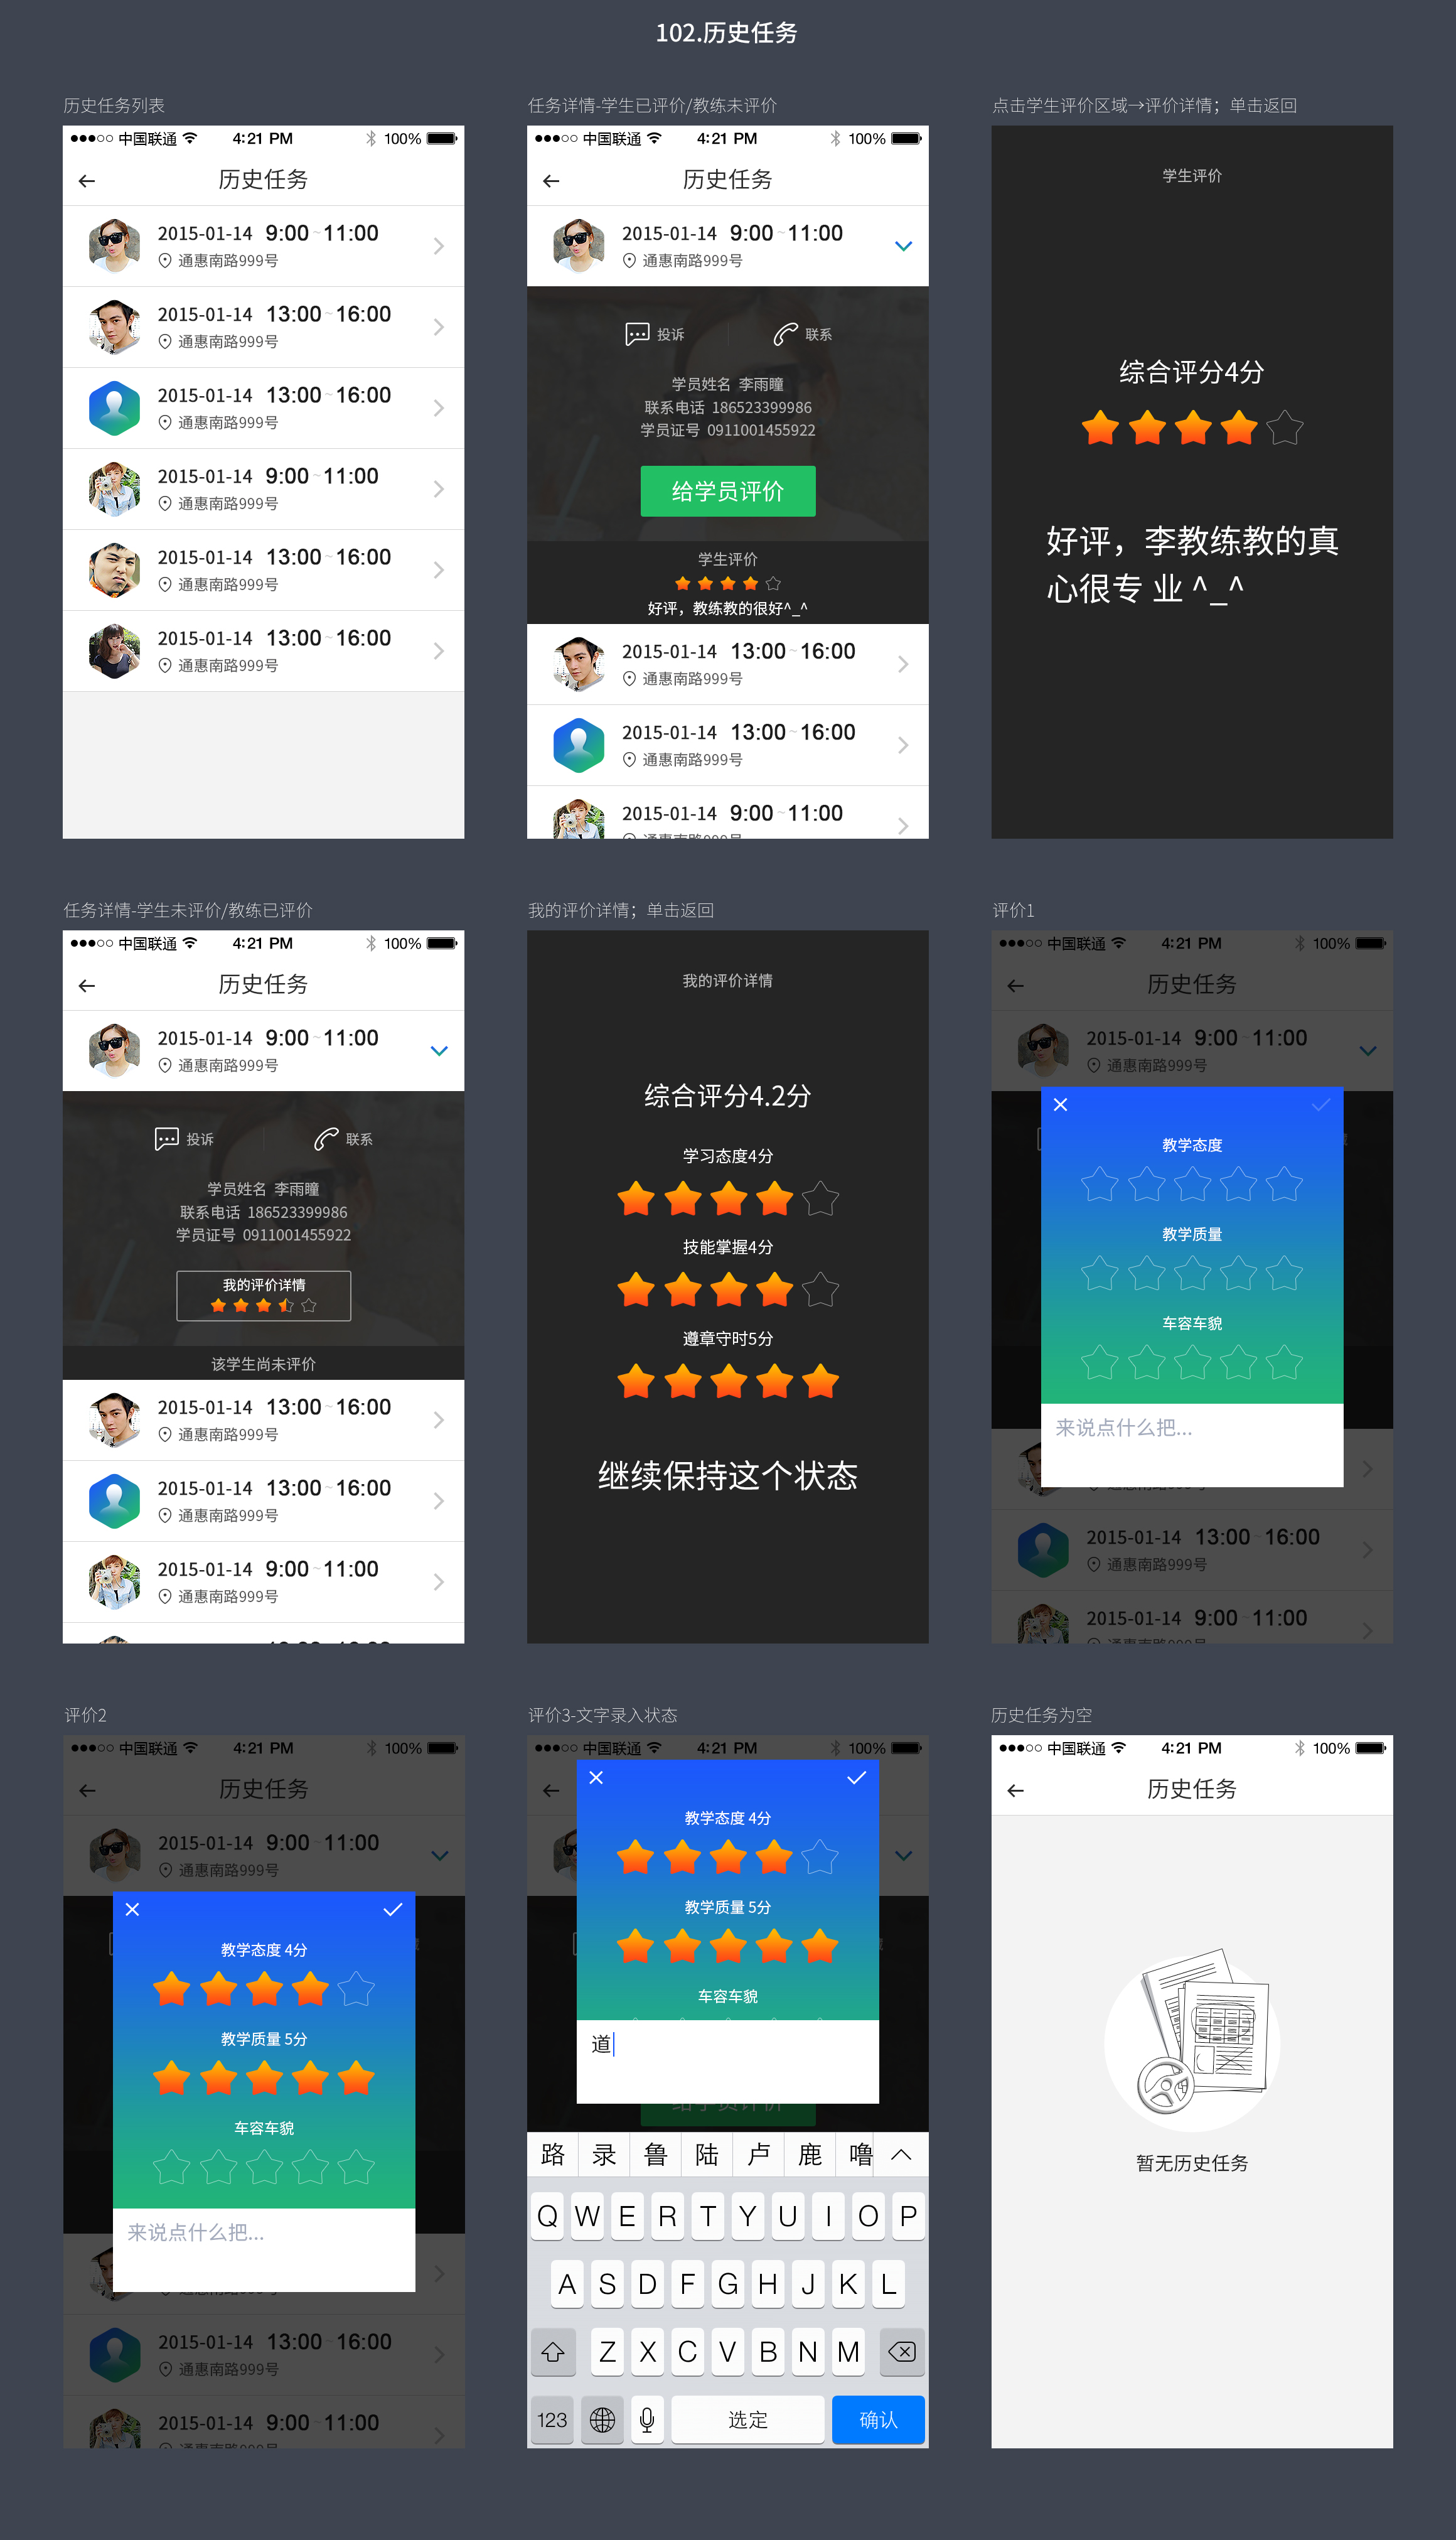 102.历史任务
历史任务列表
中国联通 4:21 PM 100%
历史任务
2015-01-14 9:00~11:00
通惠南路999号
2015-01-14 13:00~16:00
通惠南路999号
2015-01-14 13:00~16:00
通惠南路999号
2015-01-14 9:00~11:00
通惠南路999号
2015-01-14 13:00~16:00
通惠南路999号
2015-01-14 13:00~16:00
通惠南路999号
任务详情-学生已评价/教练未评价
中国联通 4:21 PM 100%
历史任务
2015-01-14 9:00~11:00
通惠南路999号
投诉 联系
学员姓名 李雨瞳
联系电话 186523399986
学员证号 0911001455922
给学员评价
学生评价
好评，教练教的很好^_^
2015-01-14 13:00~16:00
通惠南路999号
2015-01-14 13:00~16:00
通惠南路999号
2015-01-14 9:00~11:00
通惠南路999号
点击学生评价区域→评价详情；单击返回
学生评价
综合评分4分
好评，李教练教的真
心很专 业 ^_^
任务详情-学生未评价/教练已评价
中国联通 4:21 PM 100%
历史任务
2015-01-14 9:00~11:00
通惠南路999号
投诉 联系
学员姓名 李雨瞳
联系电话 186523399986
学员证号 0911001455922
我的评价详情
该学生尚未评价
2015-01-14 13:00~16:00
通惠南路999号
2015-01-14 13:00~16:00
通惠南路999号
2015-01-14 9:00~11:00
通惠南路999号
我的评价详情；单击返回
我的评价详情
综合评分4.2分
学习态度4分
技能掌握4分
遵章守时5分
继续保持这个状态
评价1
中国联通 4:21 PM 100%
历史任务
2015-01-14 9:00~11:00
通惠南路999号
教学态度
教学质量
车容车貌
来说点什么把...
通惠南路999号
2015-01-14 13:00~16:00
通惠南路999号
2015-01-14 9:00~11:00
通惠南路999号
评价2
中国联通 4:21 PM 100%
历史任务
2015-01-14 9:00~11:00
通惠南路999号
教学态度 4分
教学质量 5分
车容车貌
来说点什么把...
2015-01-14 13:00~16:00
通惠南路999号
2015-01-14 9:00~11:00
评价3-文字录入状态
中国联通 4:21 PM 100%
教学态度 4分
教学质量 5分
车容车貌
道
给学员评价
路 录 鲁 陆 卢 鹿 噜
Q W E R T Y U I O P
A S D F G H J K L
Z X C V B N M
123 选定 确认
历史任务为空
中国联通 4:21 PM 100%
历史任务
暂无历史任务